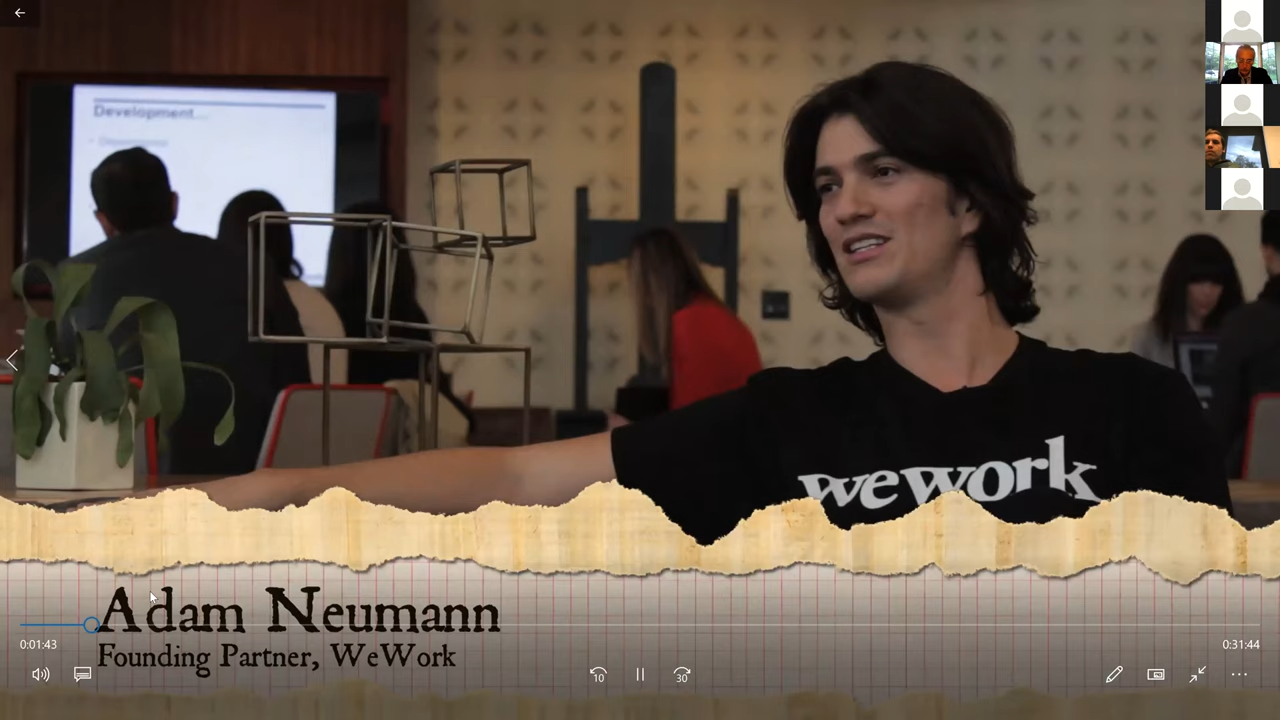 Development...
wework
Adam Neumann
Founding Partner, WeWork
0:01:43
0:31:44
10
30